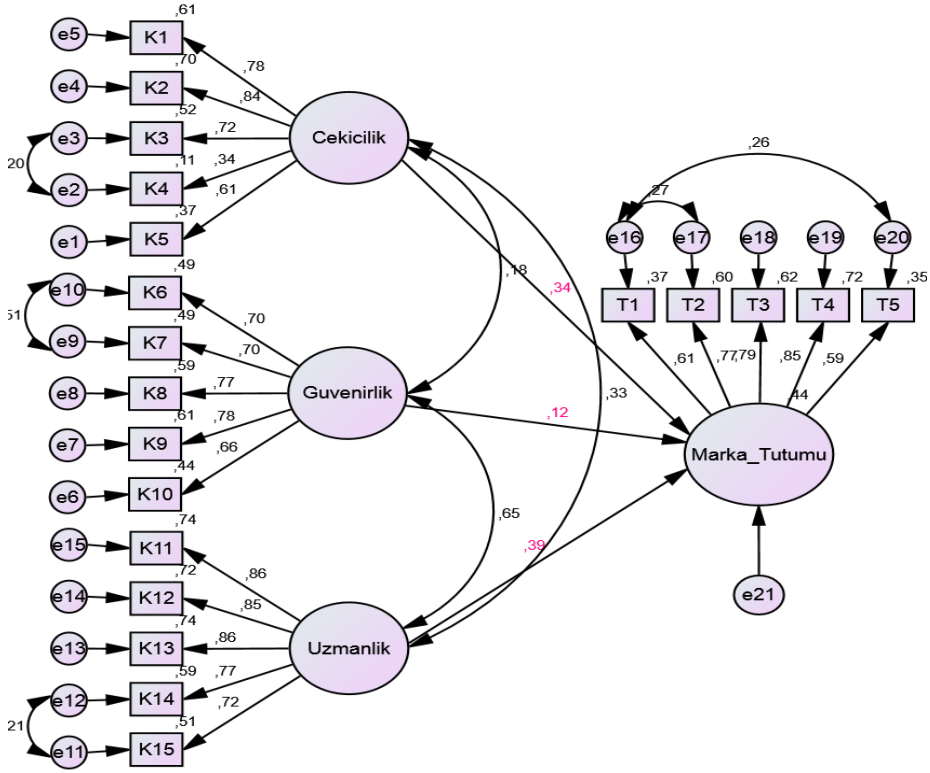 ,61
e5
K1
,70
,78
e4
K2
,84
,52
e3
K3
,72
Cekicilik
,20
,11
,34
e2
K4
,61
,37
e1
K5
,49
e10
K6
,70
,51
,49
e9
K7
,70
,59
e8
K8
,77
Guvenirlik
,61
,78
e7
K9
,66
,44
e6
K10
,74
e15
K11
,86
,72
e14
K12
,85
,74
e13
K13
,86
Uzmanlik
,59
,77
e12
K14
,72
,21
,51
e11
K15
,18
,34
,33
,12
,65
,39
,26
,27
e16
e17
e18
e19
e20
,37
,60
,62
,72
,35
T1
T2
T3
T4
T5
,61
,77
,79
,85
,59
,44
Marka_Tutumu
e21